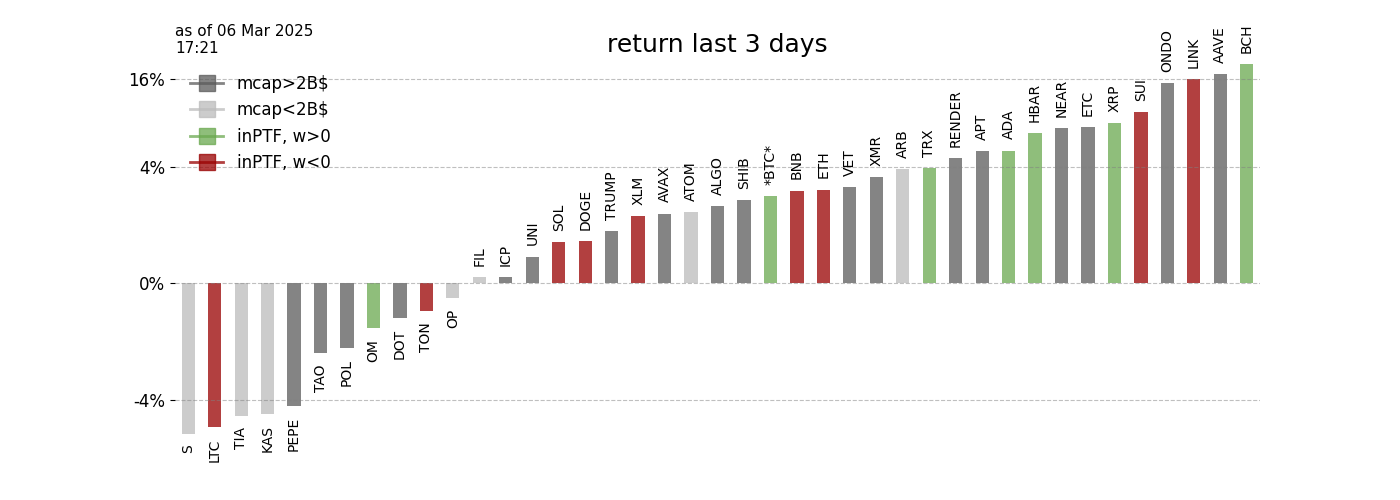 as of 06 Mar 2025
17:21
return last 3 days
mcap>2B$
mcap<2B$
inPTF, w>0
inPTF, w<0
16%
4%
0%
-4%
S
LTC
TIA
KAS
PEPE
TAO
POL
OM
DOT
TON
OP
FIL
ICP
UNI
SOL
DOGE
TRUMP
XLM
AVAX
ATOM
ALGO
SHIB
*BTC*
BNB
ETH
VET
XMR
ARB
TRX
RENDER
APT
ADA
HBAR
NEAR
ETC
XRP
SUI
ONDO
LINK
AAVE
BCH